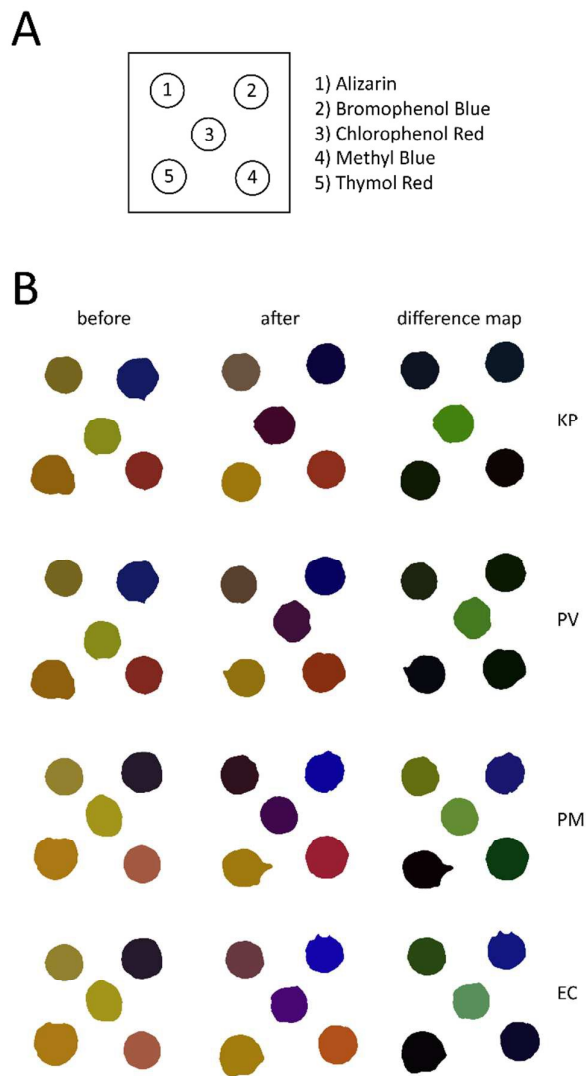 A
1
2
3
5
4
1) Alizarin
2) Bromophenol Blue
3) Chlorophenol Red
4) Methyl Blue
5) Thymol Red
B
before after difference map
KP
PV
PM
EC